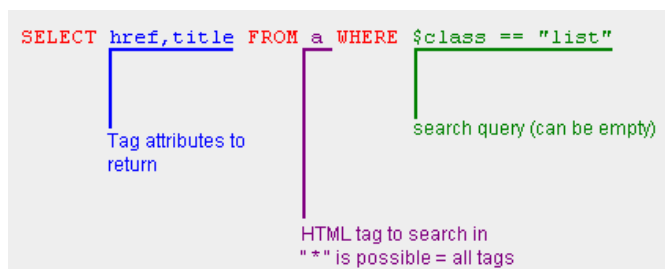 SELECT href,title FROM a WHERE $class == "list"
Tag attributes to
return
search query (can be empty)
HTML tag to search in
"*" is possible = all tags